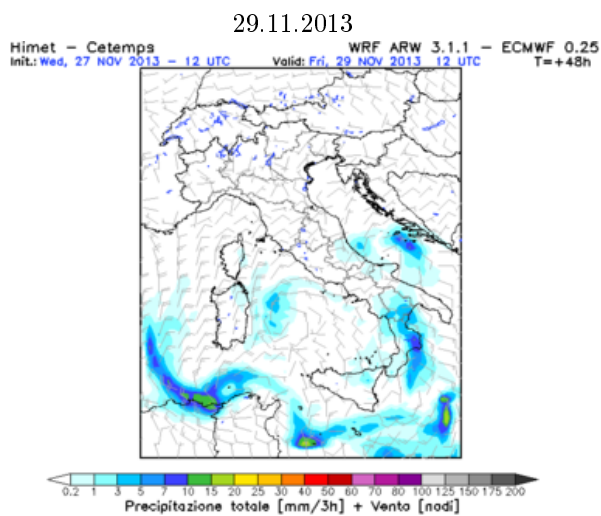 29.11.2013
Himet - Cetemps WRF ARW 3.1.1 - ECMWF 0.25
Init.: Wed, 27 NOV 2013 - 12 UTC Valid: Fri, 29 NOV 2013 12 UTC T=+48h
0.2 1 3 5 7 10 15 20 25 30 40 50 60 70 80 100 125 150 175 200
Precipitazione totale [mm/3h] + Vento [nodi]